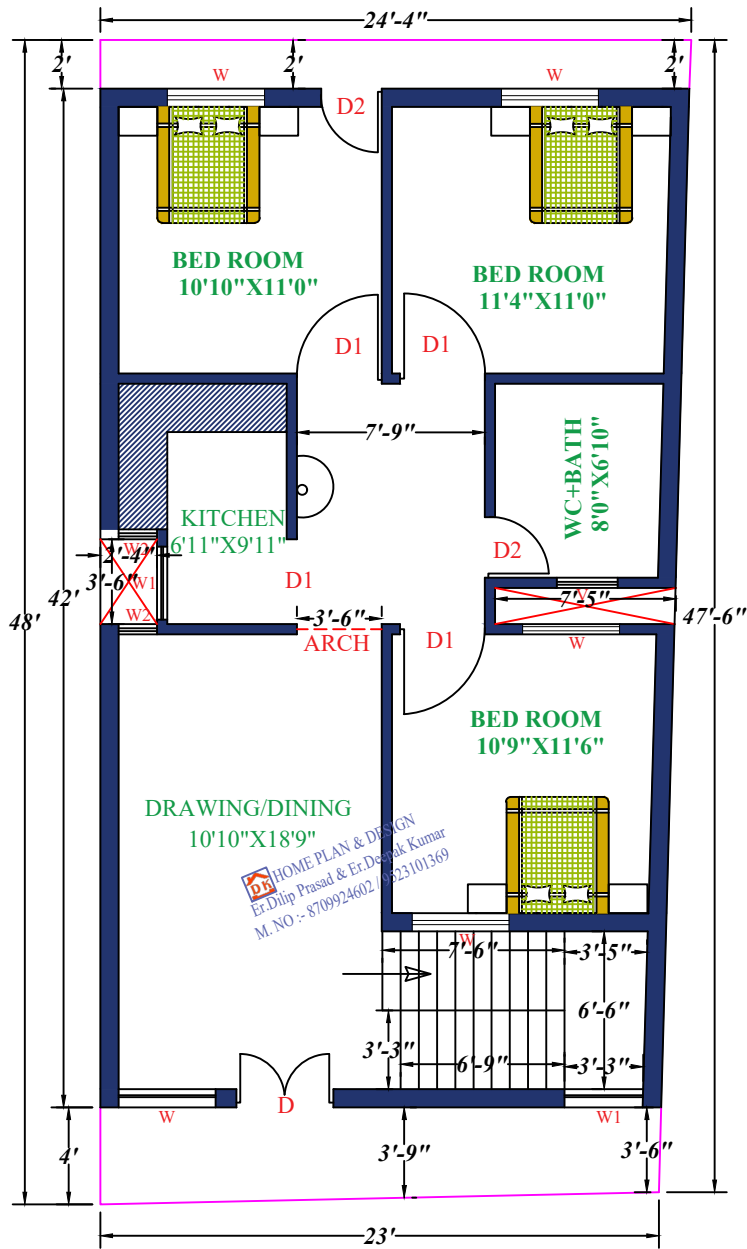 24'-4"
2'
2'
2'
W
W
D2
BED ROOM
10'10"X11'0"
BED ROOM
11'4"X11'0"
D1
D1
7'-9"
WC+BATH
8'0"X6'10"
KITCHEN
6'11"X9'11"
D2
W2
2'-4"
3'-6"
W1
W2
D1
3'-6"
ARCH
D1
V
7'-5"
W
48'
42'
47'-6"
BED ROOM
10'9"X11'6"
DRAWING/DINING
10'10"X18'9"
DK
HOME PLAN & DESIGN
Er.Dilip Prasad & Er.Deepak Kumar
M. NO :- 8709924602 / 9523101369
W
7'-6"
3'-5"
6'-6"
3'-3"
6'-9"
3'-3"
W
D
W1
4'
3'-9"
3'-6"
23'